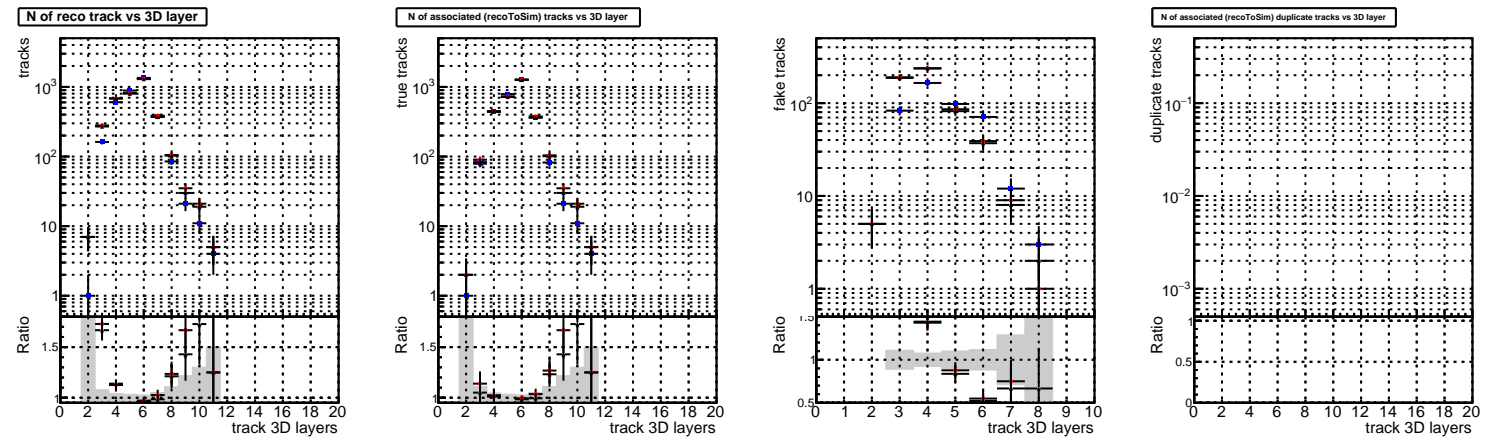 N of reco track vs 3D layer
tracks
10³
10²
10
1
Ratio
1.5
1
0 2 4 6 8 10 12 14 16 18 20
track 3D layers
N of associated (recoToSim) tracks vs 3D layer
true tracks
10³
10²
10
1
Ratio
1.5
1
0 2 4 6 8 10 12 14 16 18 20
track 3D layers
fake tracks
10²
10
1
Ratio
1.5
1
0.5
0 1 2 3 4 5 6 7 8 9 10
track 3D layers
N of associated (recoToSim) duplicate tracks vs 3D layer
duplicate tracks
10⁻¹
10⁻²
10⁻³
Ratio
1
0.5
0
0 2 4 6 8 10 12 14 16 18 20
track 3D layers